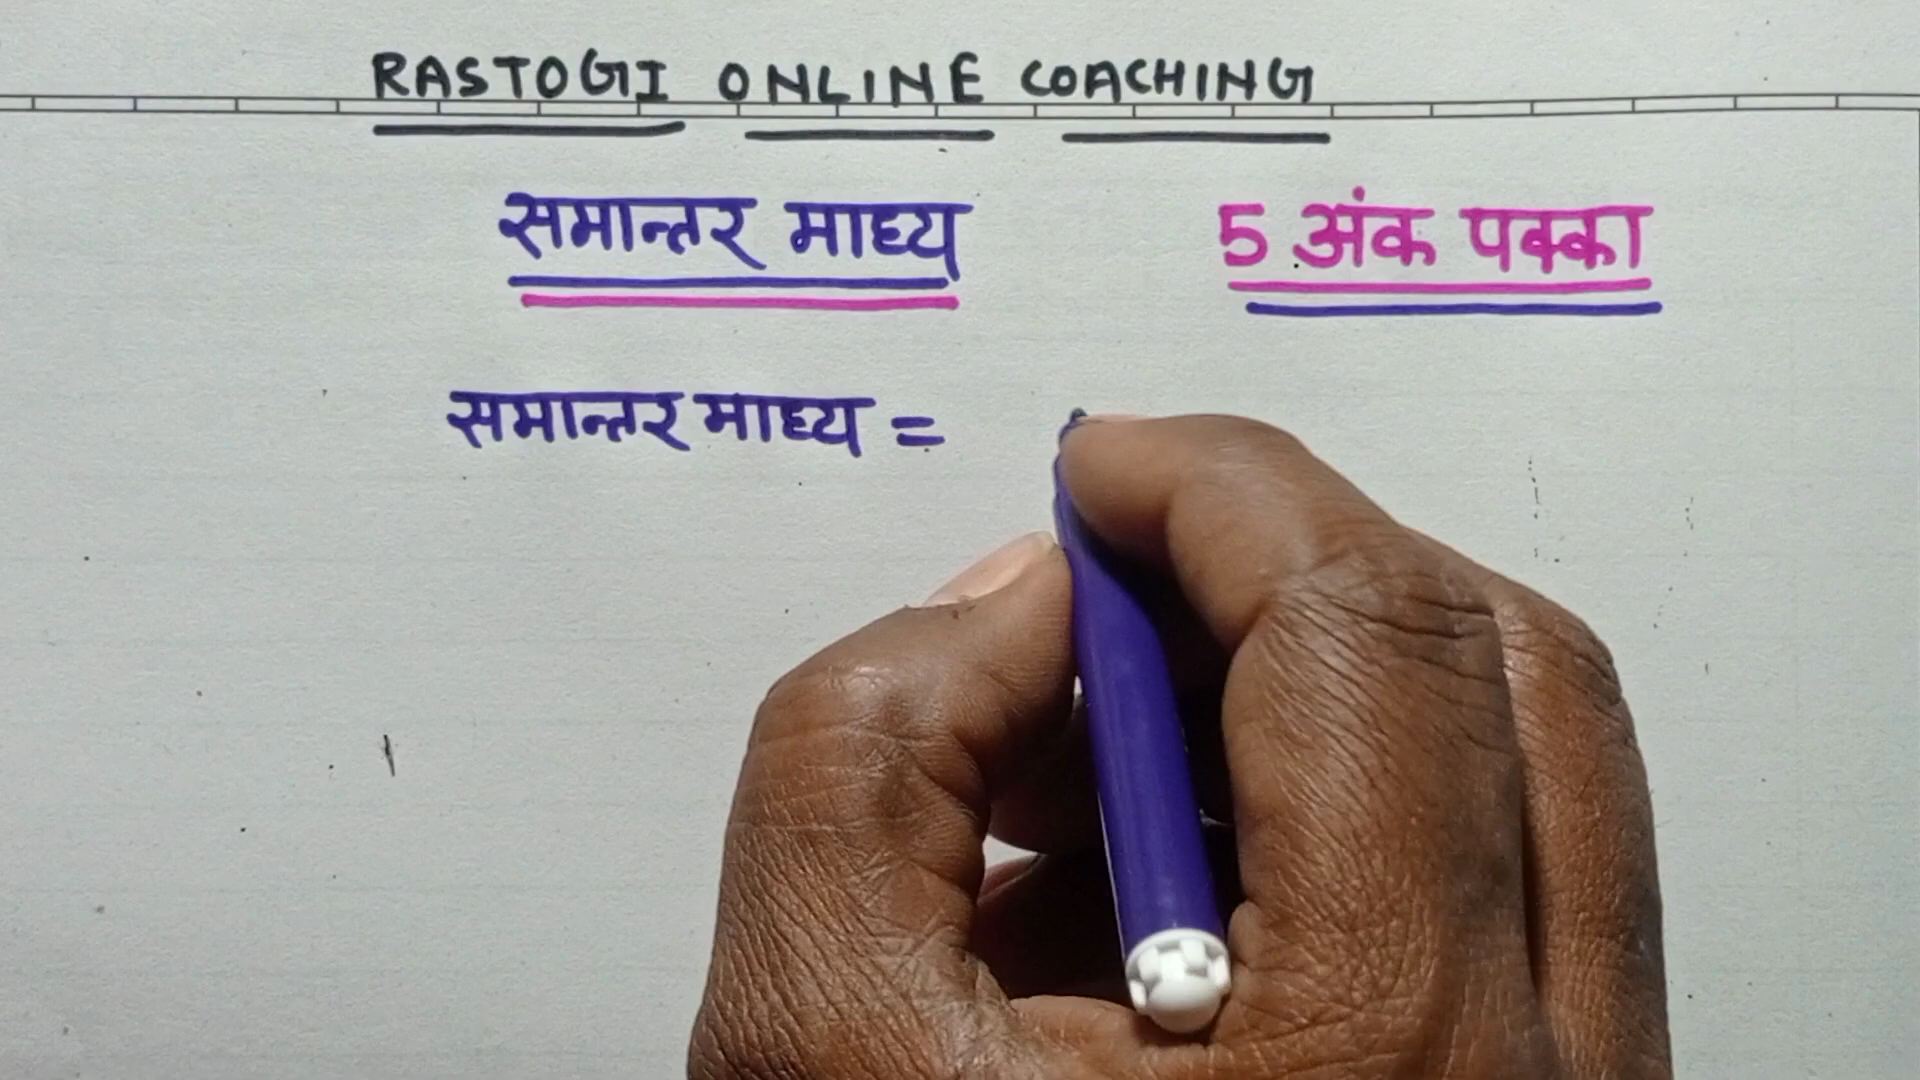 RASTOGI ONLINE COACHING
समान्तर माध्य 5 अंक पक्का
समान्तर माध्य =